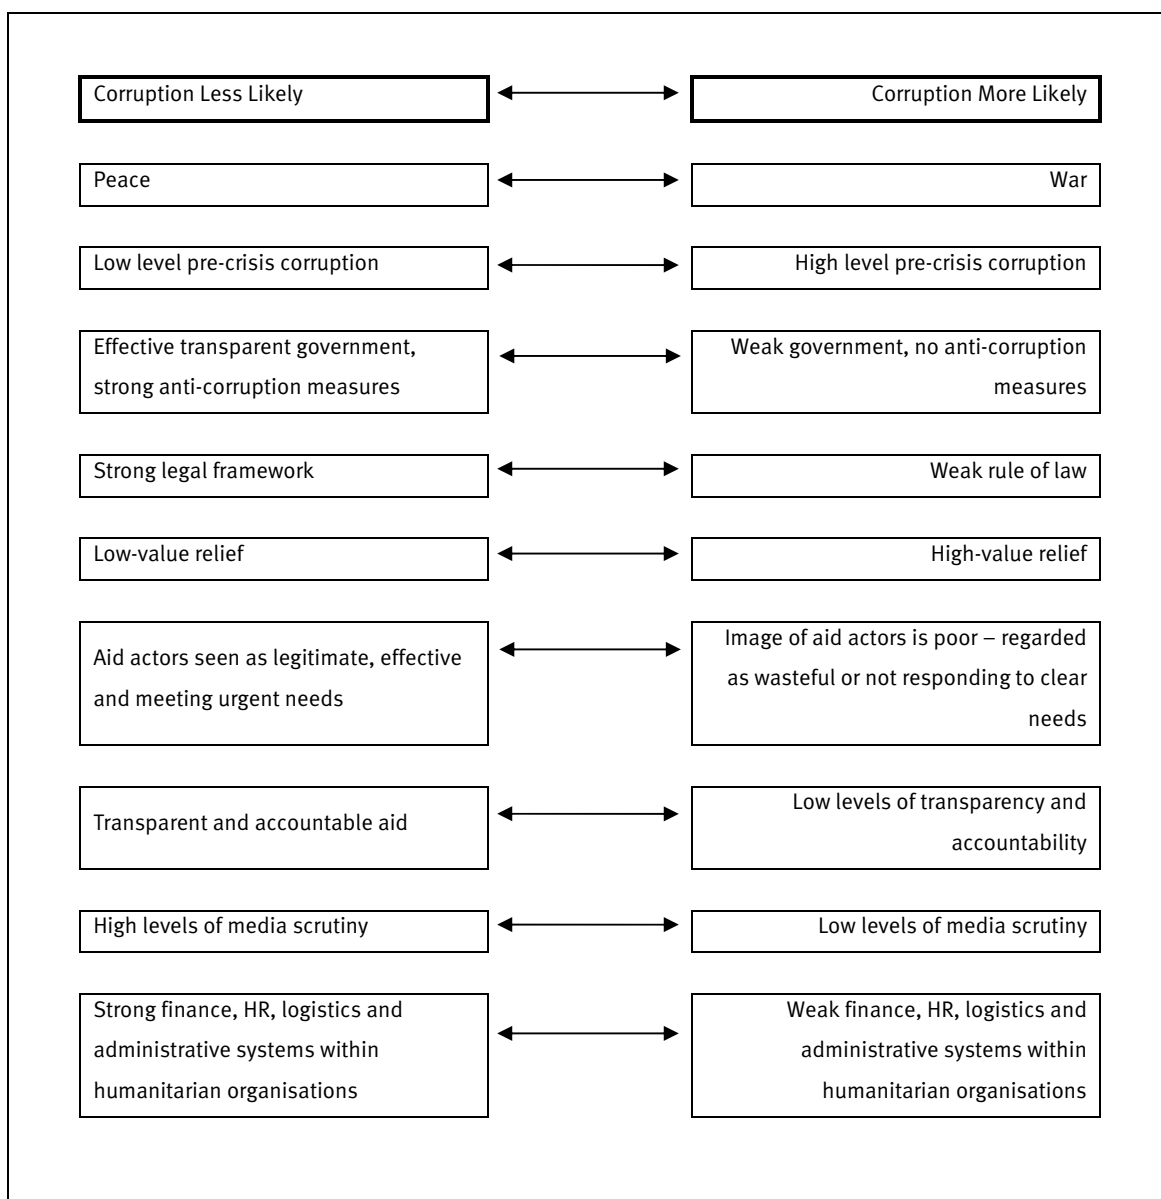 Corruption Less Likely
Corruption More Likely
Peace
War
Low level pre-crisis corruption
High level pre-crisis corruption
Effective transparent government,
strong anti-corruption measures
Weak government, no anti-corruption
measures
Strong legal framework
Weak rule of law
Low-value relief
High-value relief
Aid actors seen as legitimate, effective
and meeting urgent needs
Image of aid actors is poor – regarded
as wasteful or not responding to clear
needs
Transparent and accountable aid
Low levels of transparency and
accountability
High levels of media scrutiny
Low levels of media scrutiny
Strong finance, HR, logistics and
administrative systems within
humanitarian organisations
Weak finance, HR, logistics and
administrative systems within
humanitarian organisations